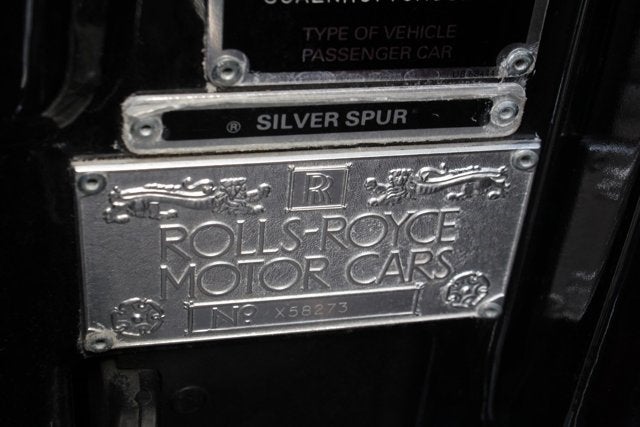 TYPE OF VEHICLE
PASSENGER CAR
® SILVER SPUR
R
ROLLS-ROYCE
MOTOR CARS
No X58273